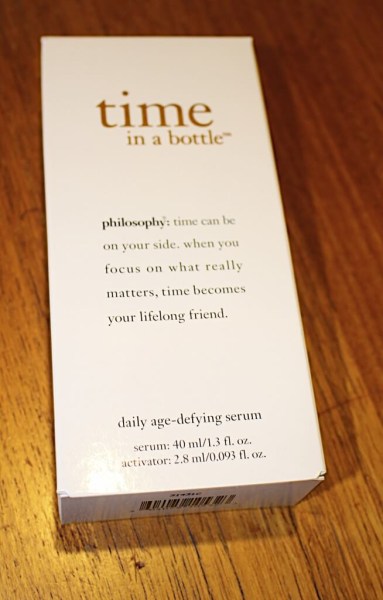 time
in a bottle™
philosophy®: time can be
on your side. when you
focus on what really
matters, time becomes
your lifelong friend.
daily age-defying serum
serum: 40 ml/1.3 fl. oz.
activator: 2.8 ml/0.093 fl. oz.